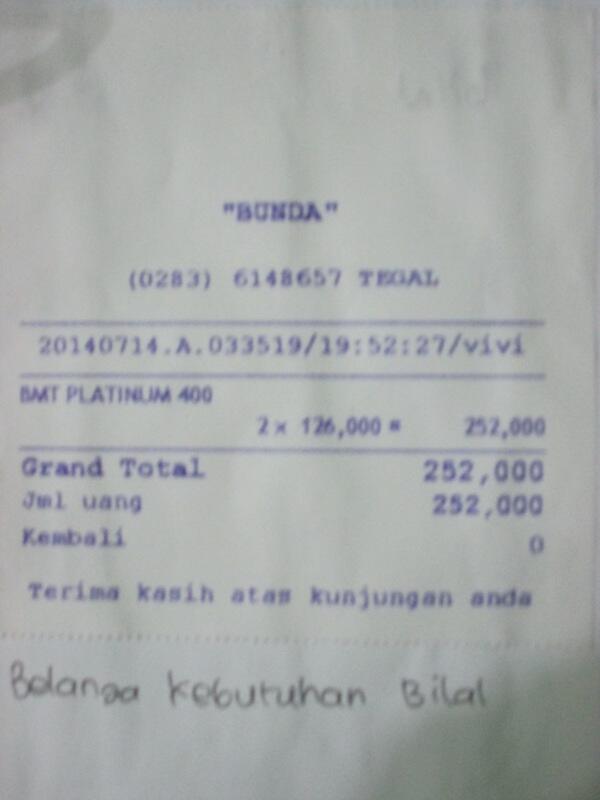 "BUNDA"
(0283) 6148657 TEGAL
20140714.A.033519/19:52:27/vivi
BMT PLATINUM 400
2 x 126,000 = 252,000
Grand Total 252,000
Jml uang 252,000
Kembali 0
Terima kasih atas kunjungan anda
Belanja Kebutuhan Bilal